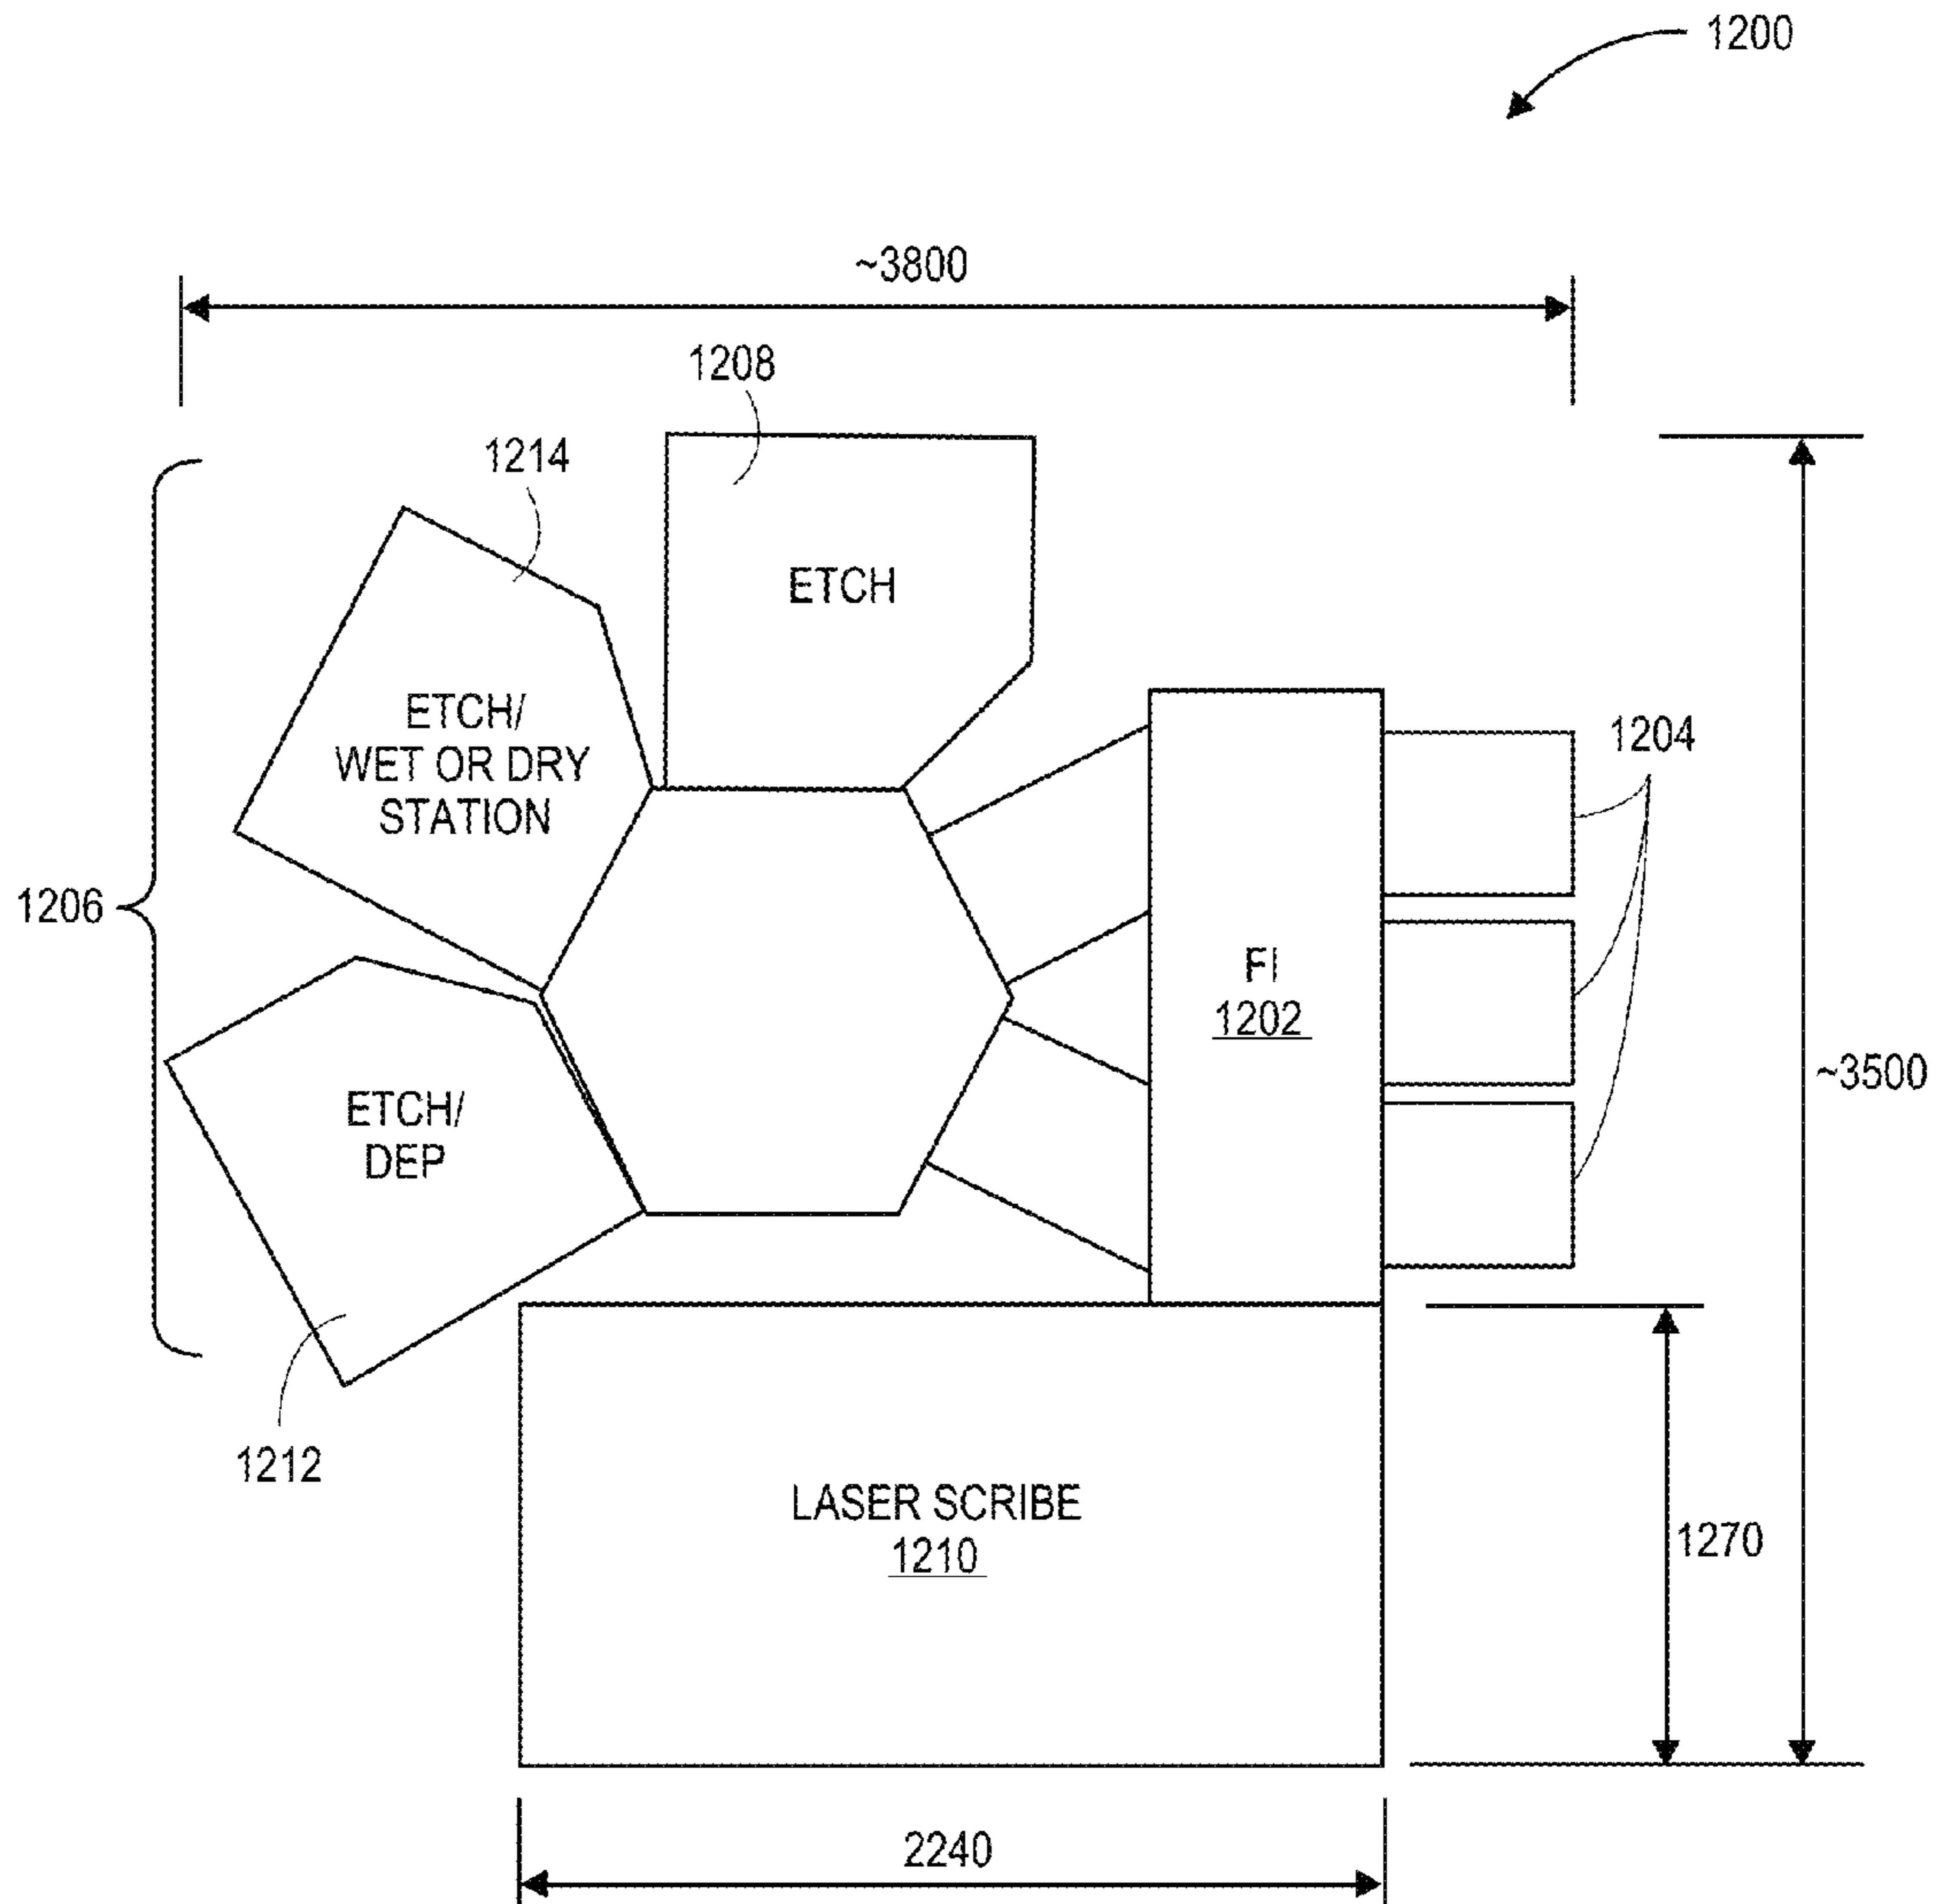 1200
~3800
1208
1214
ETCH
ETCH/
WET OR DRY
STATION
1204
1206
FI
1202
~3500
ETCH/
DEP
1212
LASER SCRIBE
1210
1270
2240